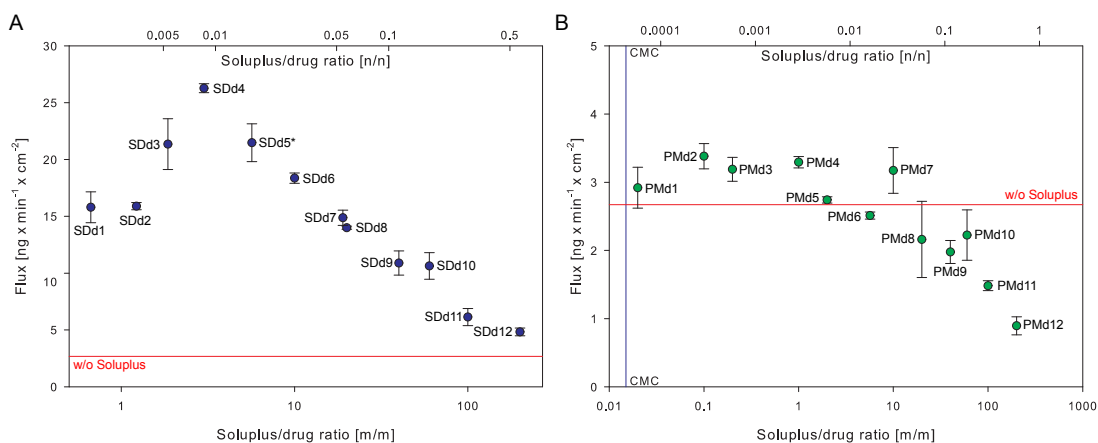 A
0.005 0.01 0.05 0.1 0.5
Soluplus/drug ratio [n/n]
30
25
20
15
10
5
0
Flux [ng x min⁻¹ x cm⁻²]
SDd4
SDd3
SDd5*
SDd6
SDd1
SDd2
SDd7
SDd8
SDd9
SDd10
SDd11
SDd12
w/o Soluplus
1 10 100
Soluplus/drug ratio [m/m]
B
0.0001 0.001 0.01 0.1 1
CMC
Soluplus/drug ratio [n/n]
5
4
3
2
1
0
Flux [ng x min⁻¹ x cm⁻²]
PMd2
PMd3
PMd4
PMd7
PMd1
PMd5
w/o Soluplus
PMd6
PMd8
PMd10
PMd9
PMd11
PMd12
CMC
0.01 0.1 1 10 100 1000
Soluplus/drug ratio [m/m]